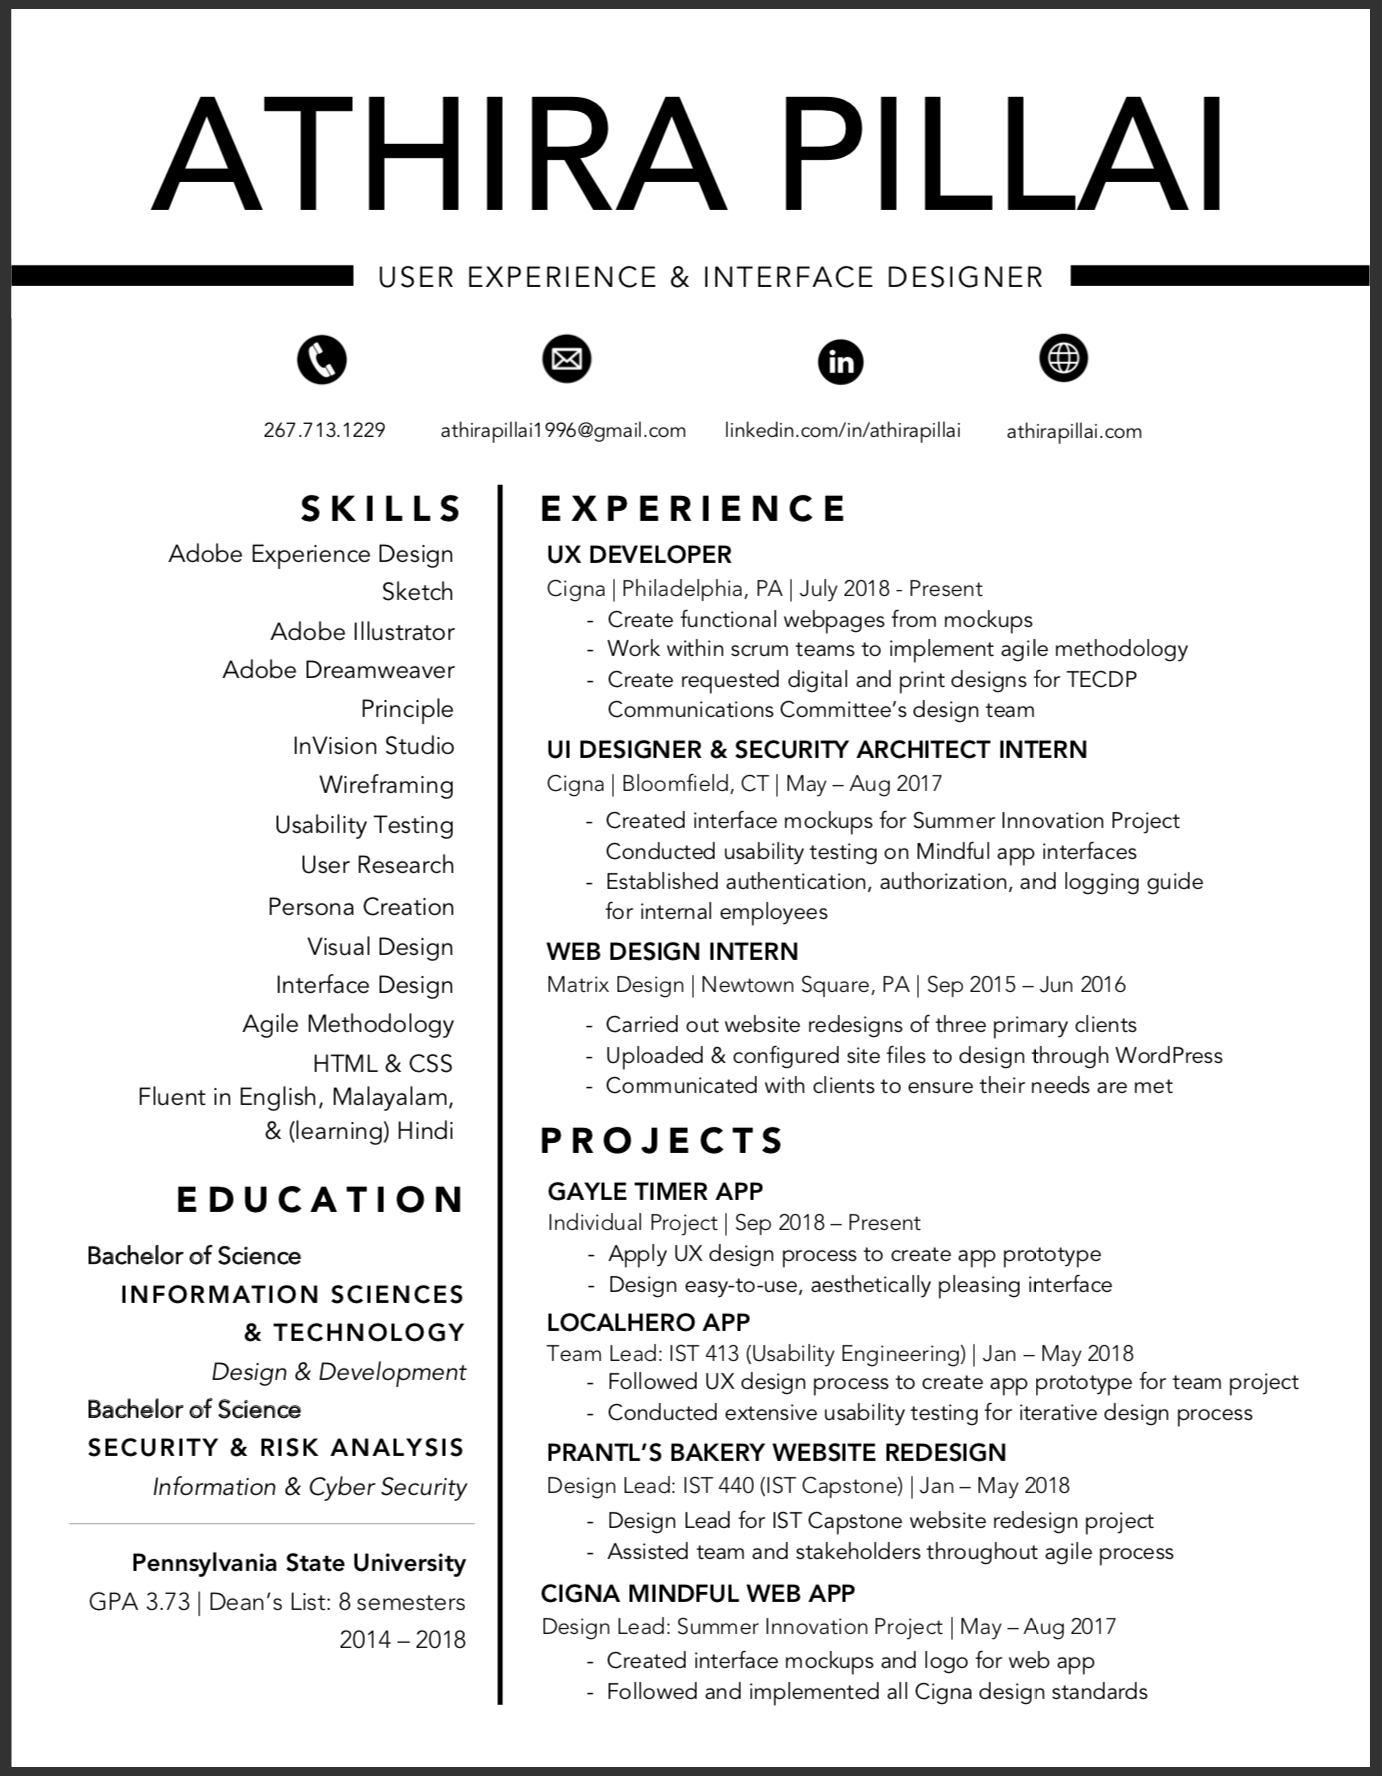 ATHIRA PILLAI
USER EXPERIENCE & INTERFACE DESIGNER
in
267.713.1229
athirapillai1996@gmail.com
linkedin.com/in/athirapillai
athirapillai.com
SKILLS
Adobe Experience Design
Sketch
Adobe Illustrator
Adobe Dreamweaver
Principle
InVision Studio
Wireframing
Usability Testing
User Research
Persona Creation
Visual Design
Interface Design
Agile Methodology
HTML & CSS
Fluent in English, Malayalam,
& (learning) Hindi
EDUCATION
Bachelor of Science
INFORMATION SCIENCES
& TECHNOLOGY
Design & Development
Bachelor of Science
SECURITY & RISK ANALYSIS
Information & Cyber Security
Pennsylvania State University
GPA 3.73 | Dean’s List: 8 semesters
2014 – 2018
EXPERIENCE
UX DEVELOPER
Cigna | Philadelphia, PA | July 2018 - Present
- Create functional webpages from mockups
- Work within scrum teams to implement agile methodology
- Create requested digital and print designs for TECDP
Communications Committee’s design team
UI DESIGNER & SECURITY ARCHITECT INTERN
Cigna | Bloomfield, CT | May – Aug 2017
- Created interface mockups for Summer Innovation Project
Conducted usability testing on Mindful app interfaces
- Established authentication, authorization, and logging guide
for internal employees
WEB DESIGN INTERN
Matrix Design | Newtown Square, PA | Sep 2015 – Jun 2016
- Carried out website redesigns of three primary clients
- Uploaded & configured site files to design through WordPress
- Communicated with clients to ensure their needs are met
PROJECTS
GAYLE TIMER APP
Individual Project | Sep 2018 – Present
- Apply UX design process to create app prototype
- Design easy-to-use, aesthetically pleasing interface
LOCALHERO APP
Team Lead: IST 413 (Usability Engineering) | Jan – May 2018
- Followed UX design process to create app prototype for team project
- Conducted extensive usability testing for iterative design process
PRANTL’S BAKERY WEBSITE REDESIGN
Design Lead: IST 440 (IST Capstone) | Jan – May 2018
- Design Lead for IST Capstone website redesign project
- Assisted team and stakeholders throughout agile process
CIGNA MINDFUL WEB APP
Design Lead: Summer Innovation Project | May – Aug 2017
- Created interface mockups and logo for web app
- Followed and implemented all Cigna design standards